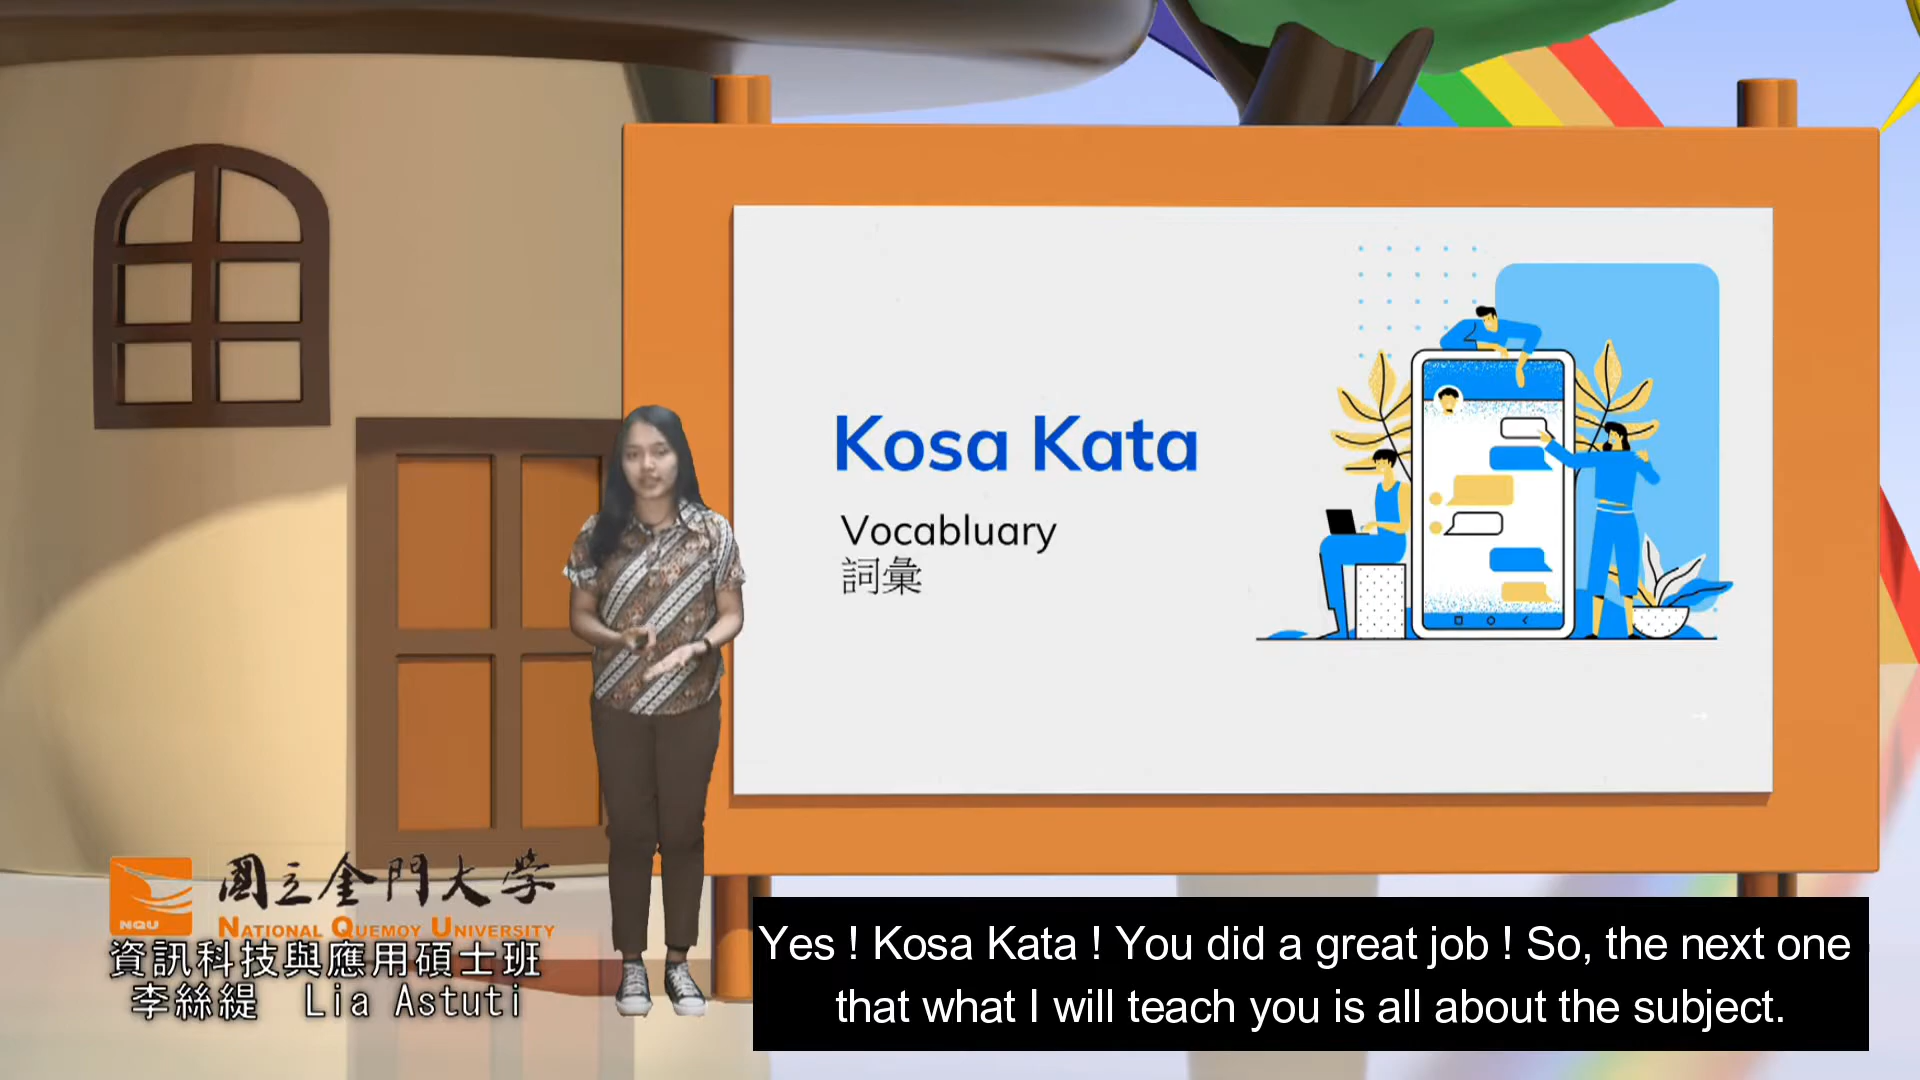 Kosa Kata
Vocabluary
詞彙
NQU
國立金門大學
NATIONAL QUEMOY UNIVERSITY
資訊科技與應用碩士班
李絲緹 Lia Astuti
Yes ! Kosa Kata ! You did a great job ! So, the next one
that what I will teach you is all about the subject.